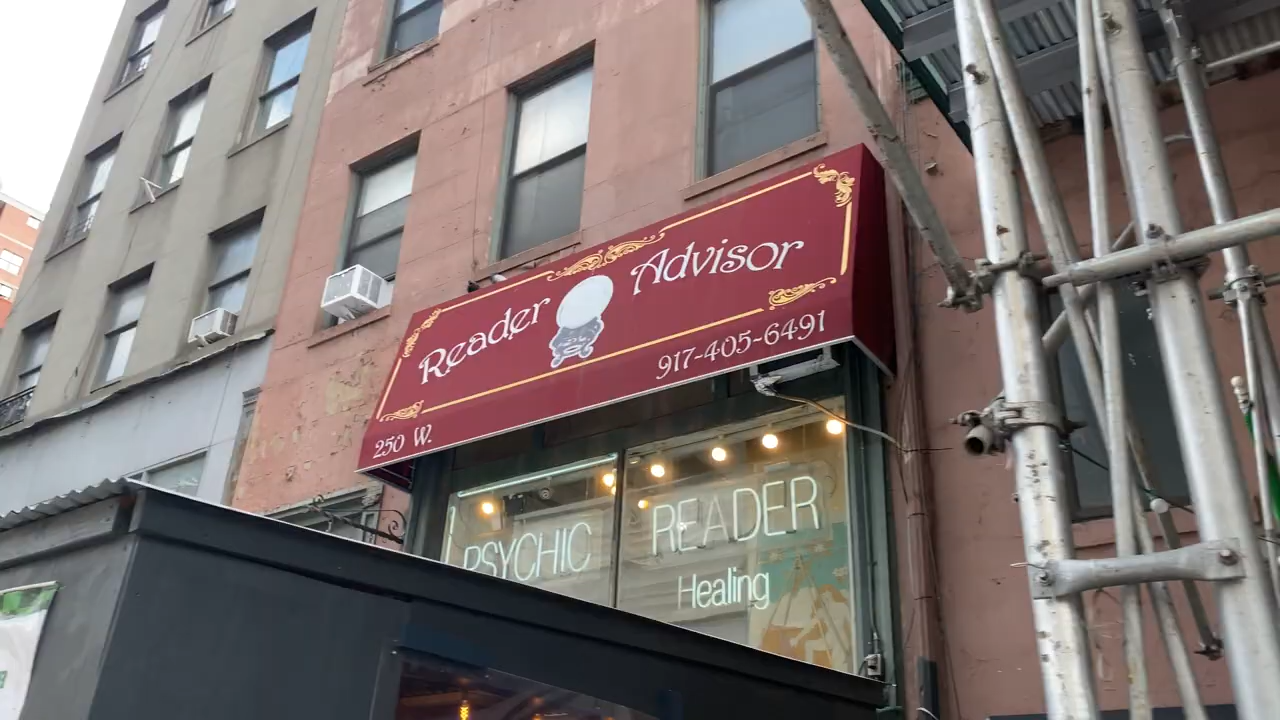 Reader Advisor
917-405-6491
250 W.
PSYCHIC READER
Healing